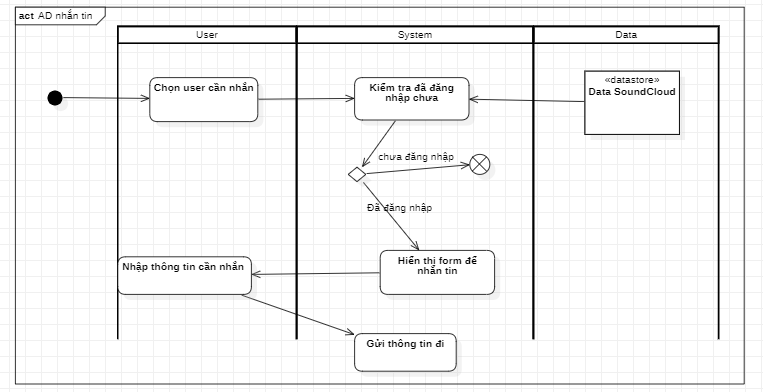 act AD nhắn tin
User
System
Data
Chọn user cần nhắn
Kiểm tra đã đăng
nhập chưa
«datastore»
Data SoundCloud
chưa đăng nhập
Đã đăng nhập
Nhập thông tin cần nhắn
Hiển thị form để
nhắn tin
Gửi thông tin đi